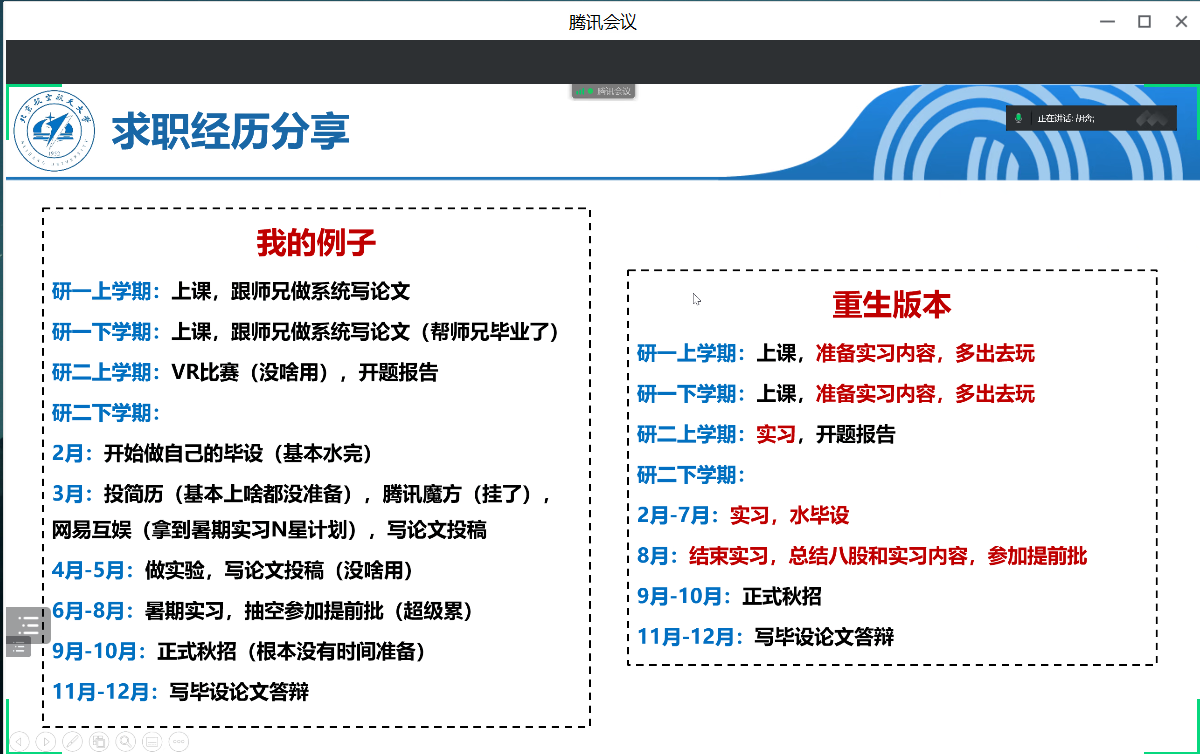 腾讯会议
腾讯会议
正在讲话:
求职经历分享
1952
我的例子
研一上学期：上课，跟师兄做系统写论文
研一下学期：上课，跟师兄做系统写论文（帮师兄毕业了）
研二上学期：VR比赛（没啥用），开题报告
研二下学期：
2月：开始做自己的毕设（基本水完）
3月：投简历（基本上啥都没准备），腾讯魔方（挂了），
网易互娱（拿到暑期实习N星计划），写论文投稿
4月-5月：做实验，写论文投稿（没啥用）
6月-8月：暑期实习，抽空参加提前批（超级累）
9月-10月：正式秋招（根本没有时间准备）
11月-12月：写毕设论文答辩
重生版本
研一上学期：上课，准备实习内容，多出去玩
研一下学期：上课，准备实习内容，多出去玩
研二上学期：实习，开题报告
研二下学期：
2月-7月：实习，水毕设
8月：结束实习，总结八股和实习内容，参加提前批
9月-10月：正式秋招
11月-12月：写毕设论文答辩